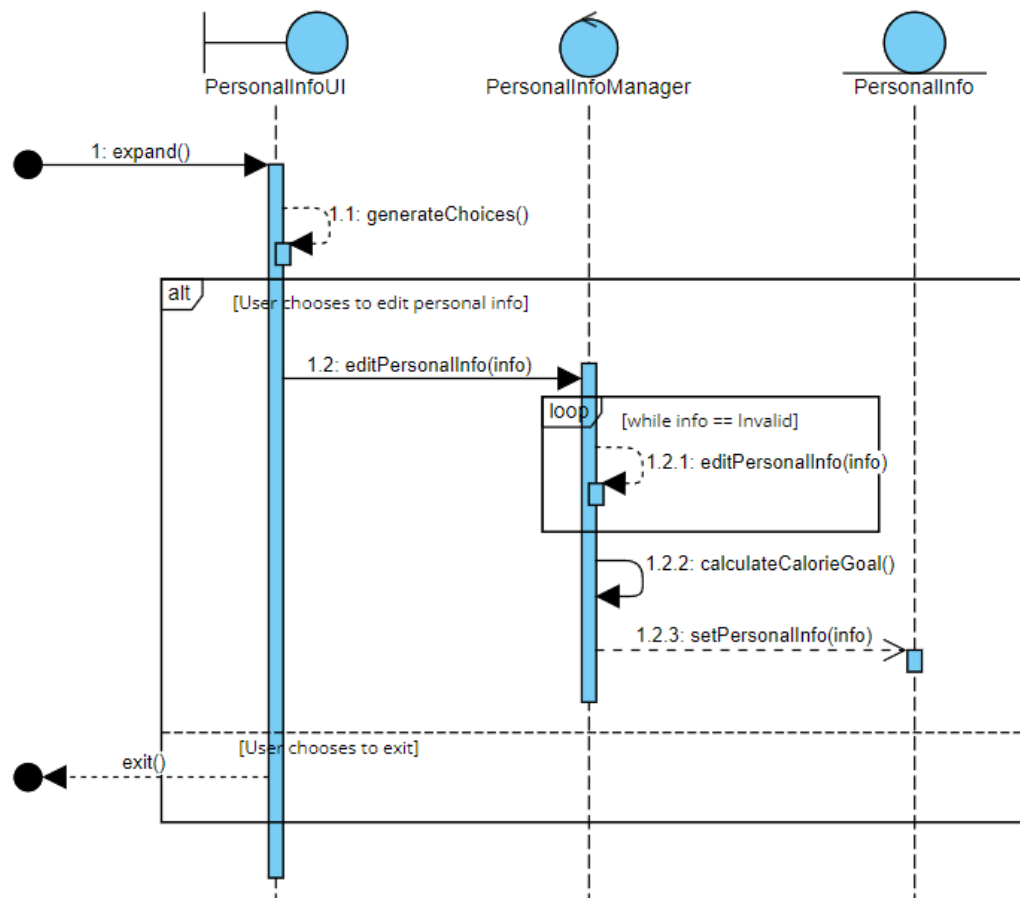 PersonalInfoUI
PersonalInfoManager
PersonalInfo
1: expand()
1.1: generateChoices()
alt
[User chooses to edit personal info]
1.2: editPersonalInfo(info)
loop
[while info == Invalid]
1.2.1: editPersonalInfo(info)
1.2.2: calculateCalorieGoal()
1.2.3: setPersonalInfo(info)
[User chooses to exit]
exit()